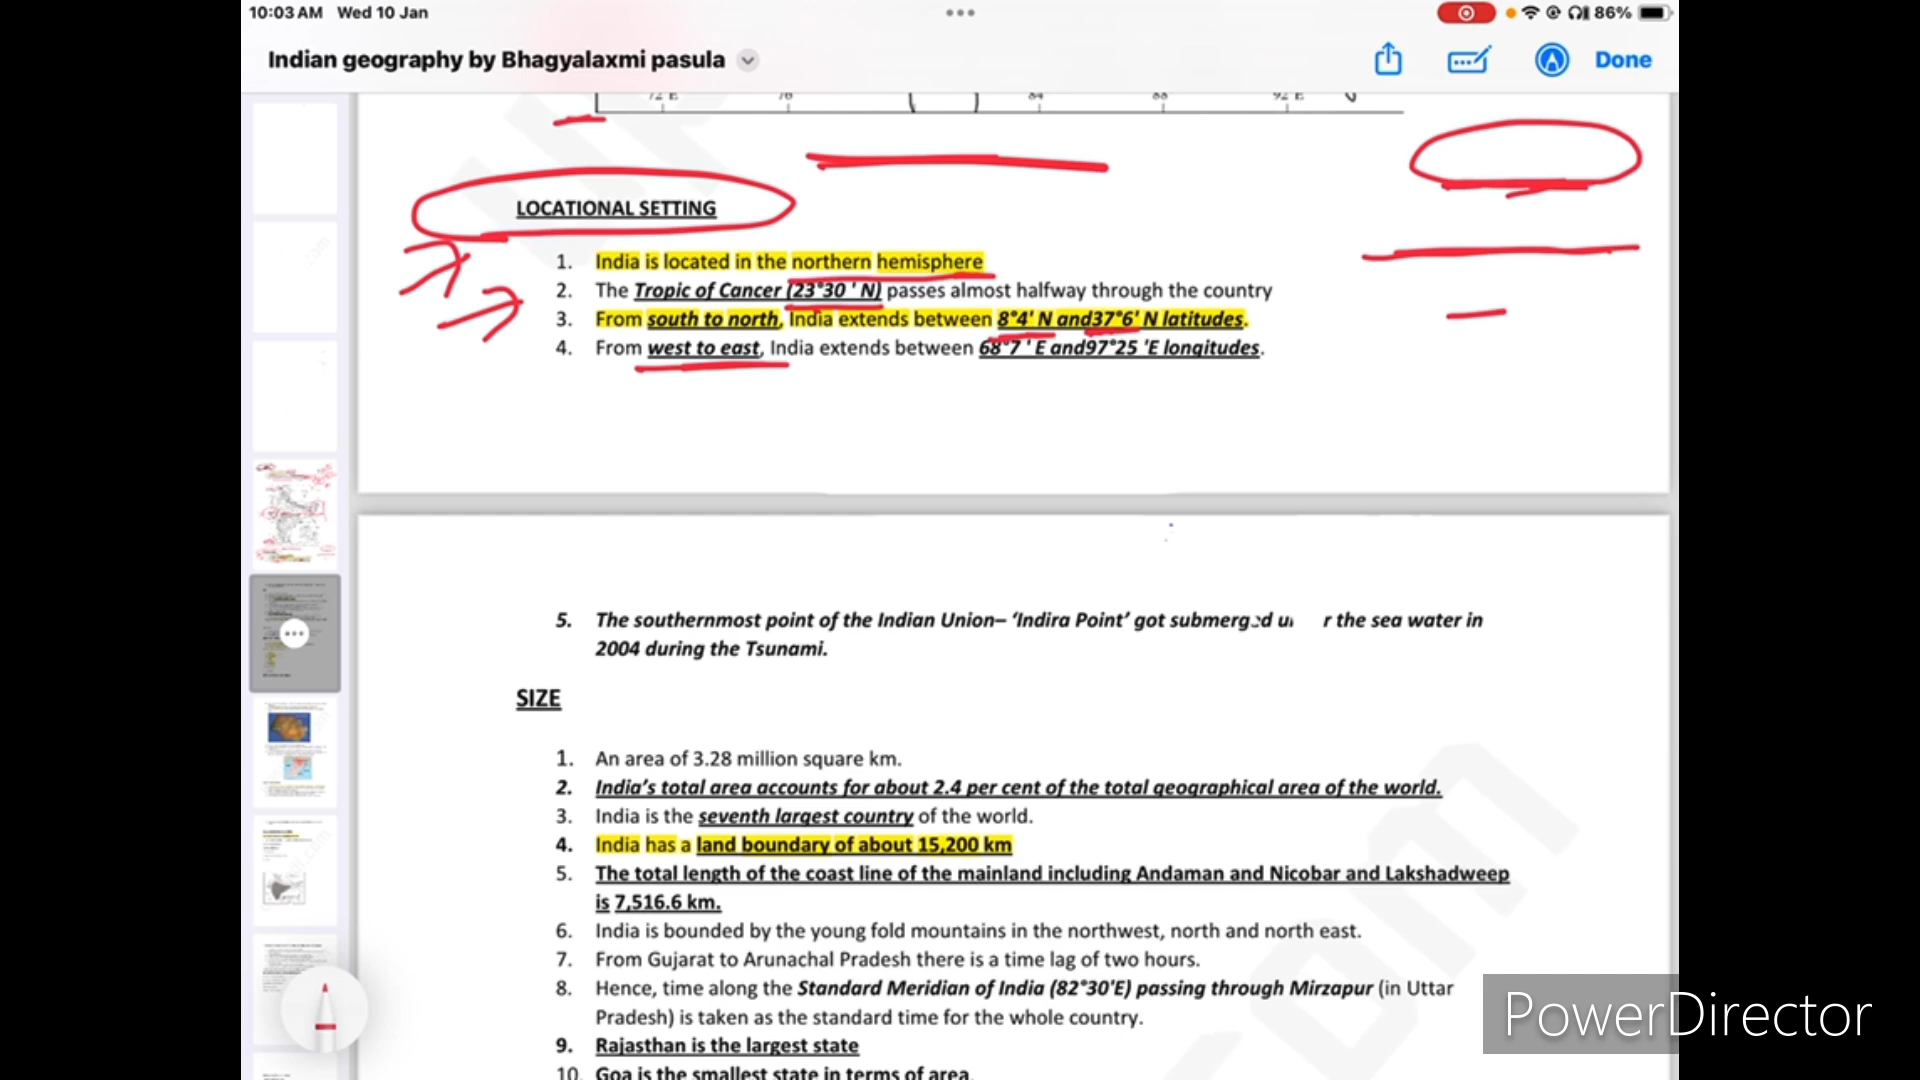 10:03 AM Wed 10 Jan
86%
Indian geography by Bhagyalaxmi pasula
Done
72 E 76 84 88 92 E
LOCATIONAL SETTING
1. India is located in the northern hemisphere
2. The Tropic of Cancer (23°30 ' N) passes almost halfway through the country
3. From south to north, India extends between 8°4' N and37°6' N latitudes.
4. From west to east, India extends between 68°7 ' E and97°25 'E longitudes.
5. The southernmost point of the Indian Union– ‘Indira Point’ got submerged r the sea water in
2004 during the Tsunami.
SIZE
1. An area of 3.28 million square km.
2. India’s total area accounts for about 2.4 per cent of the total geographical area of the world.
3. India is the seventh largest country of the world.
4. India has a land boundary of about 15,200 km
5. The total length of the coast line of the mainland including Andaman and Nicobar and Lakshadweep
is 7,516.6 km.
6. India is bounded by the young fold mountains in the northwest, north and north east.
7. From Gujarat to Arunachal Pradesh there is a time lag of two hours.
8. Hence, time along the Standard Meridian of India (82°30'E) passing through Mirzapur (in Uttar
Pradesh) is taken as the standard time for the whole country.
9. Rajasthan is the largest state
10. Goa is the smallest state in terms of area.
PowerDirector